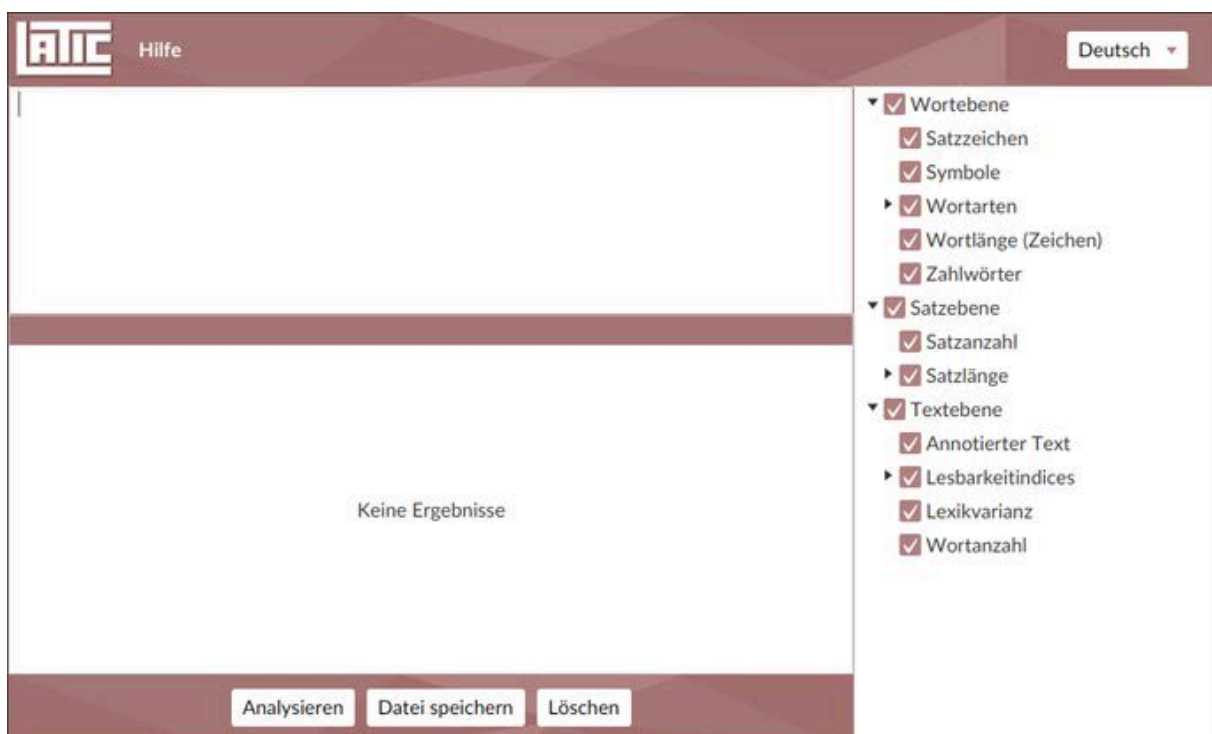 LATIC Hilfe Deutsch
Wortebene
Satzzeichen
Symbole
Wortarten
Wortlänge (Zeichen)
Zahlwörter
Satzebene
Satzanzahl
Satzlänge
Textebene
Annotierter Text
Lesbarkeitindices
Lexikvarianz
Wortanzahl
Keine Ergebnisse
Analysieren Datei speichern Löschen